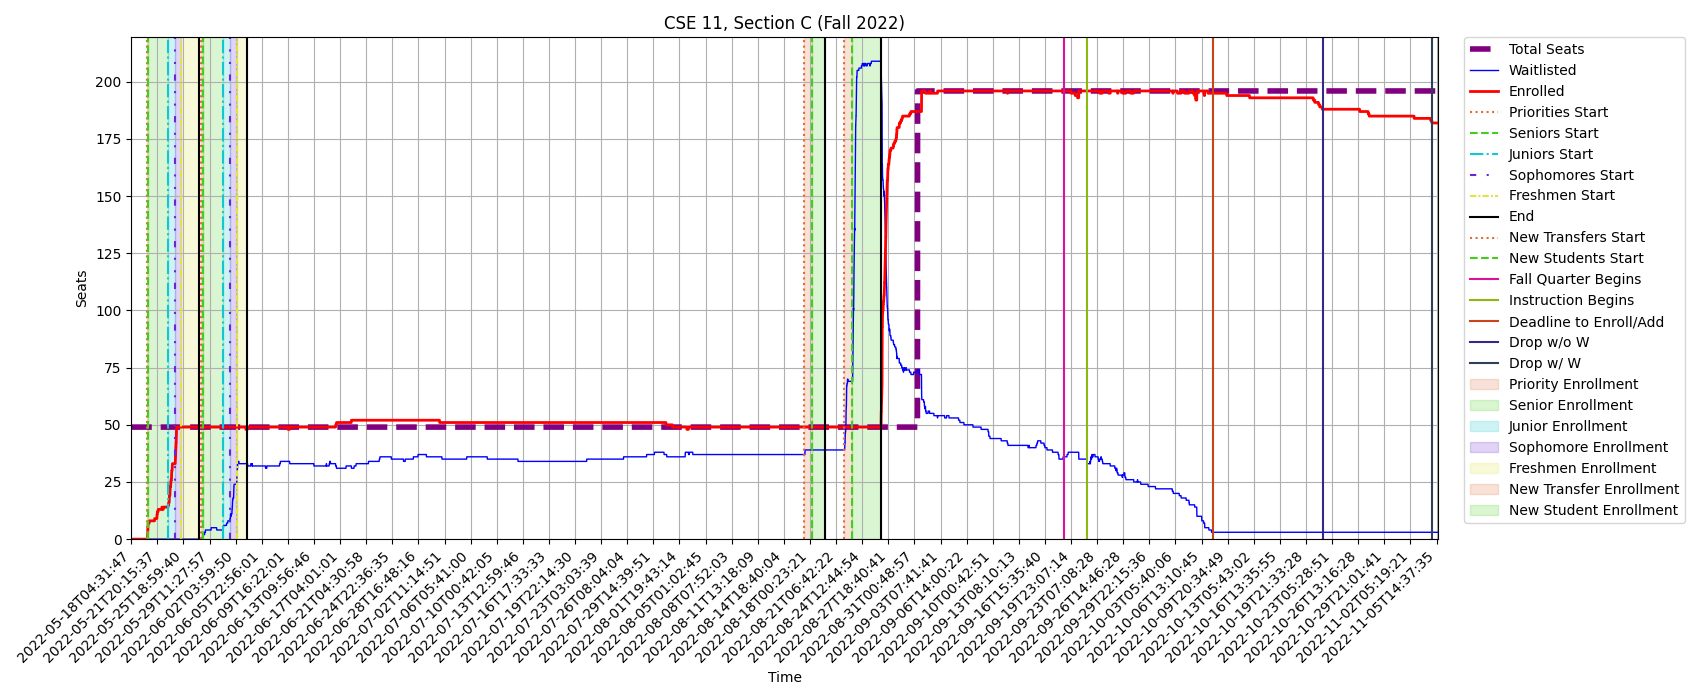 CSE 11, Section C (Fall 2022)
Seats
200
175
150
125
100
75
50
25
0
2022-05-18T04:31:47
2022-05-21T20:15:37
2022-05-25T18:59:40
2022-05-29T11:27:57
2022-06-02T03:59:50
2022-06-05T22:56:01
2022-06-09T16:22:01
2022-06-13T09:56:46
2022-06-17T04:01:01
2022-06-21T04:30:58
2022-06-24T22:36:35
2022-06-28T16:48:16
2022-07-02T11:14:51
2022-07-06T05:41:00
2022-07-10T00:42:05
2022-07-13T12:59:46
2022-07-16T17:33:33
2022-07-19T22:14:30
2022-07-23T03:03:39
2022-07-26T08:04:04
2022-07-29T14:39:51
2022-08-01T19:43:14
2022-08-05T01:02:45
2022-08-08T07:52:03
2022-08-11T13:18:09
2022-08-14T18:40:04
2022-08-18T00:23:21
2022-08-21T06:42:22
2022-08-24T12:44:54
2022-08-27T18:40:41
2022-08-31T00:48:57
2022-09-03T07:41:41
2022-09-06T14:00:22
2022-09-10T00:42:51
2022-09-13T08:10:13
2022-09-16T15:35:40
2022-09-19T23:07:14
2022-09-23T07:08:28
2022-09-26T14:46:28
2022-09-29T22:15:36
2022-10-03T05:40:06
2022-10-06T13:10:45
2022-10-09T20:34:49
2022-10-13T05:43:02
2022-10-16T13:35:55
2022-10-19T21:33:28
2022-10-23T05:28:51
2022-10-26T13:16:28
2022-10-29T21:01:41
2022-11-02T05:19:21
2022-11-05T14:37:35
Time
Total Seats
Waitlisted
Enrolled
Priorities Start
Seniors Start
Juniors Start
Sophomores Start
Freshmen Start
End
New Transfers Start
New Students Start
Fall Quarter Begins
Instruction Begins
Deadline to Enroll/Add
Drop w/o W
Drop w/ W
Priority Enrollment
Senior Enrollment
Junior Enrollment
Sophomore Enrollment
Freshmen Enrollment
New Transfer Enrollment
New Student Enrollment